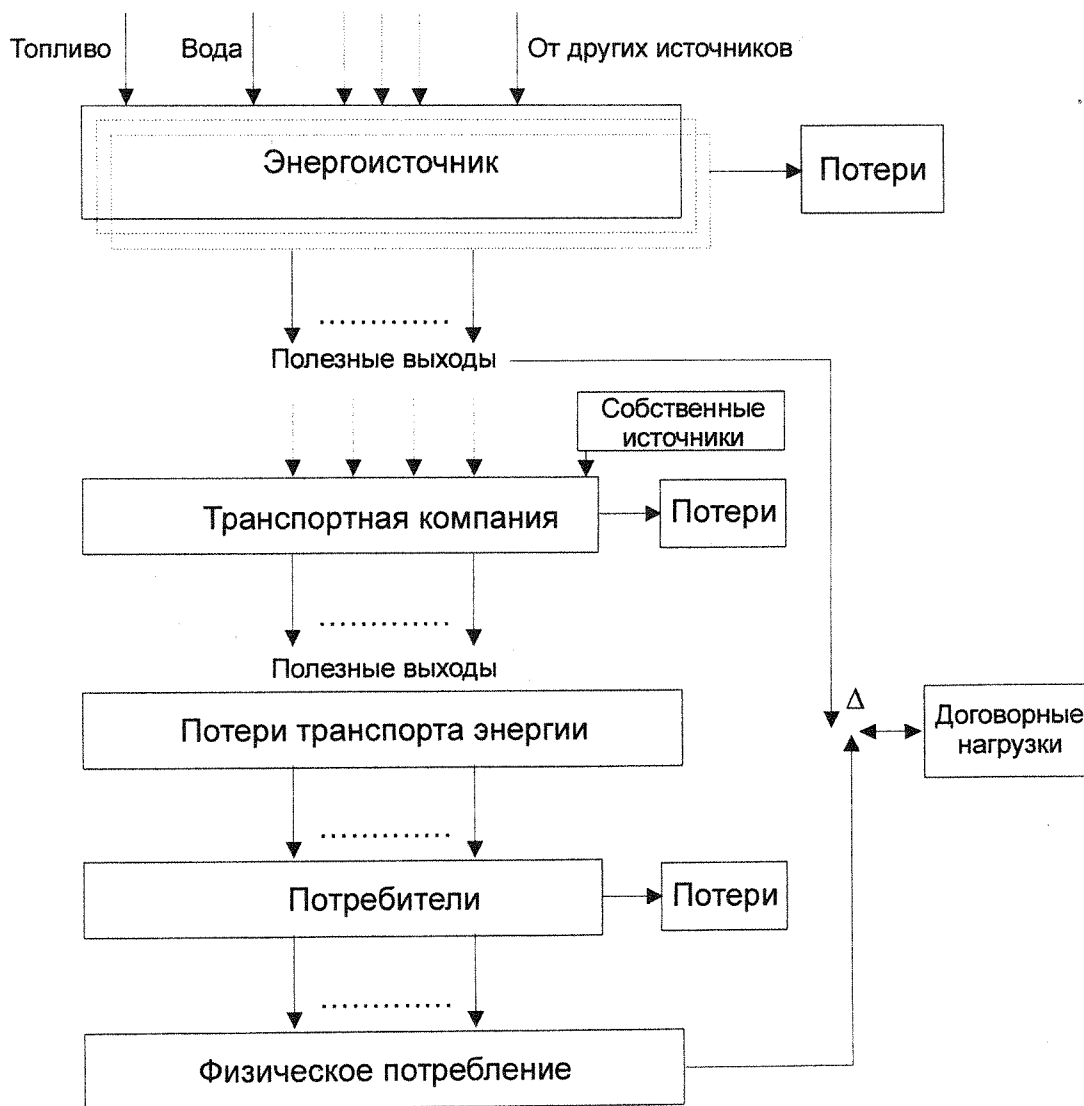 Топливо
Вода
От других источников
Энергоисточник
Потери
Полезные выходы
Собственные
источники
Транспортная компания
Потери
Полезные выходы
Потери транспорта энергии
Δ
Договорные
нагрузки
Потребители
Потери
Физическое потребление